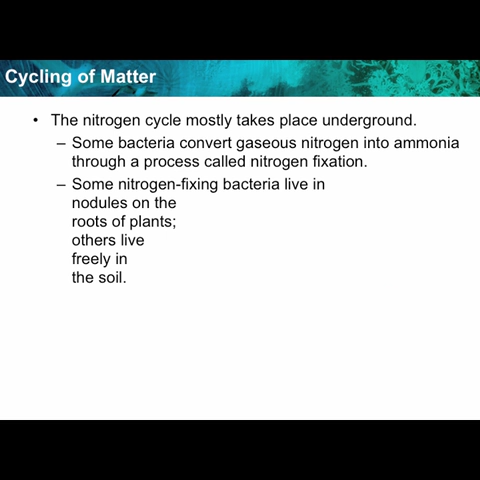 Cycling of Matter
• The nitrogen cycle mostly takes place underground.
– Some bacteria convert gaseous nitrogen into ammonia
through a process called nitrogen fixation.
– Some nitrogen-fixing bacteria live in
nodules on the
roots of plants;
others live
freely in
the soil.